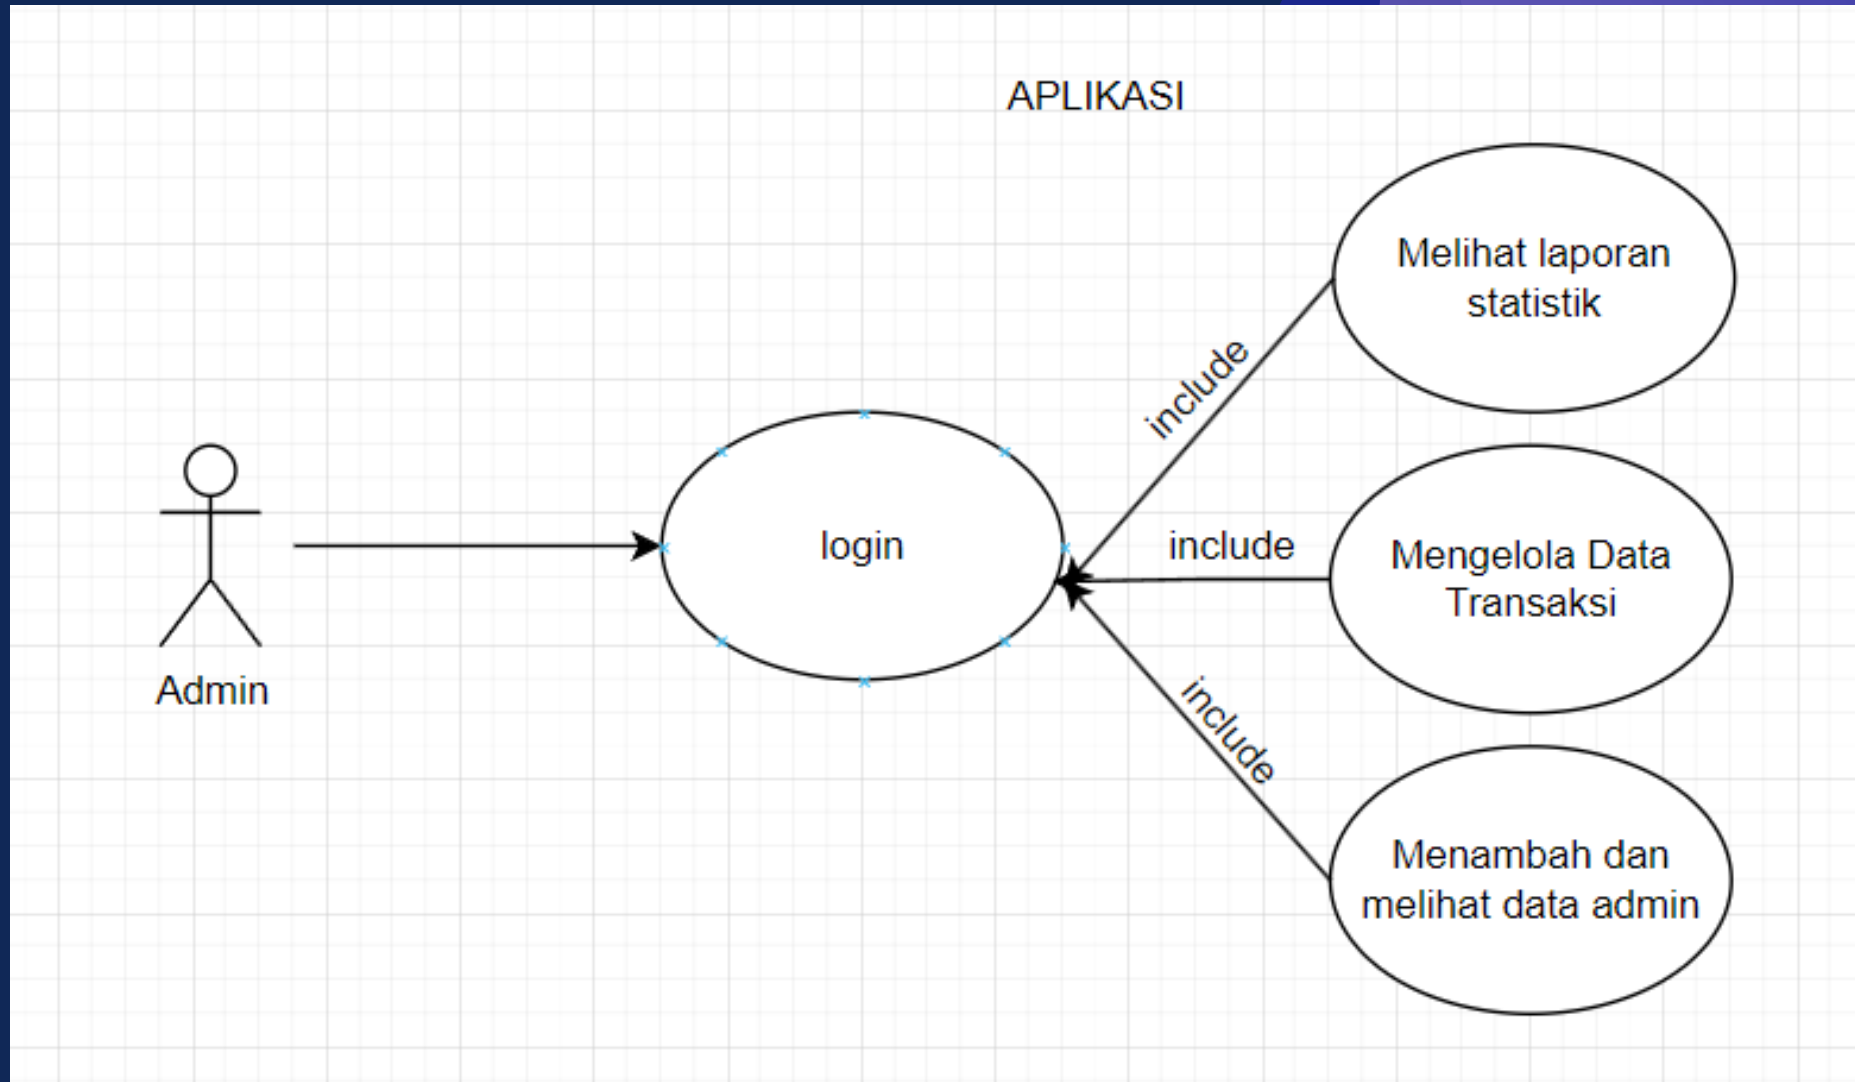 APLIKASI
Melihat laporan
statistik
include
login
include
Mengelola Data
Transaksi
Admin
include
Menambah dan
melihat data admin